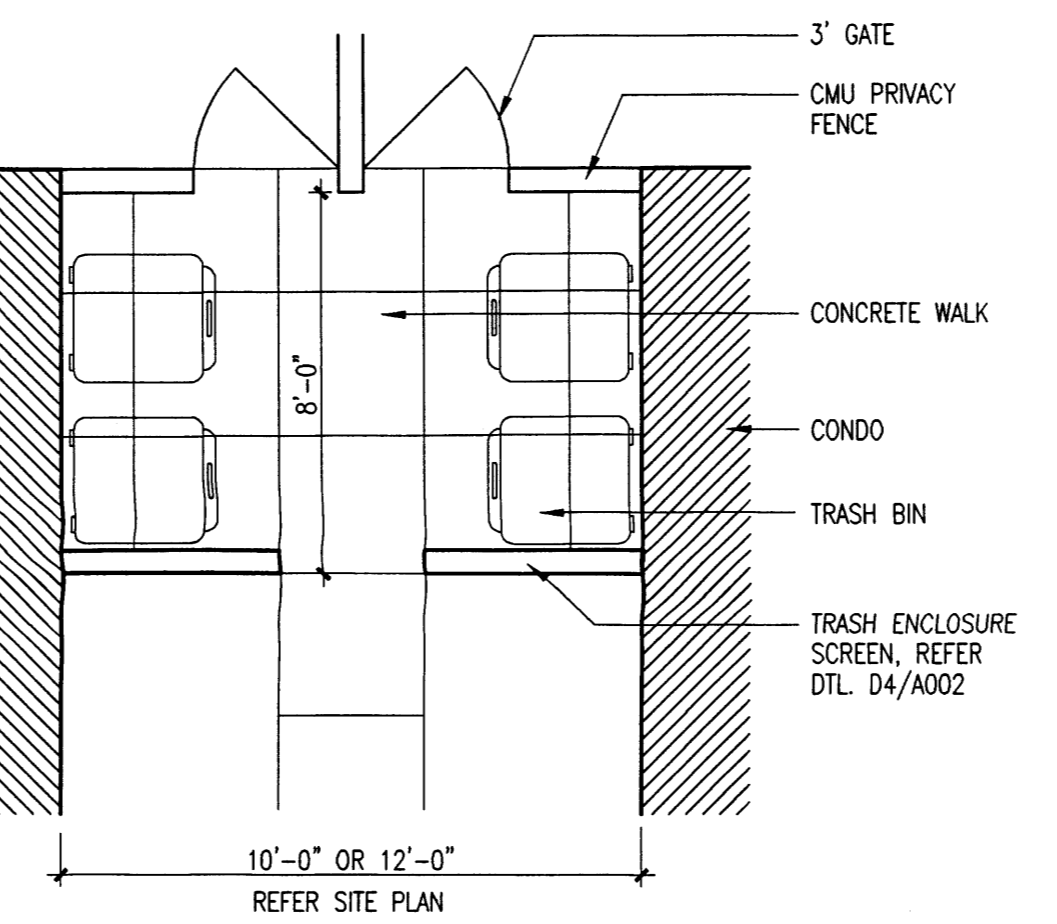 3' GATE
CMU PRIVACY
FENCE
CONCRETE WALK
8'-0"
CONDO
TRASH BIN
TRASH ENCLOSURE
SCREEN, REFER
DTL. D4/A002
10'-0" OR 12'-0"
REFER SITE PLAN